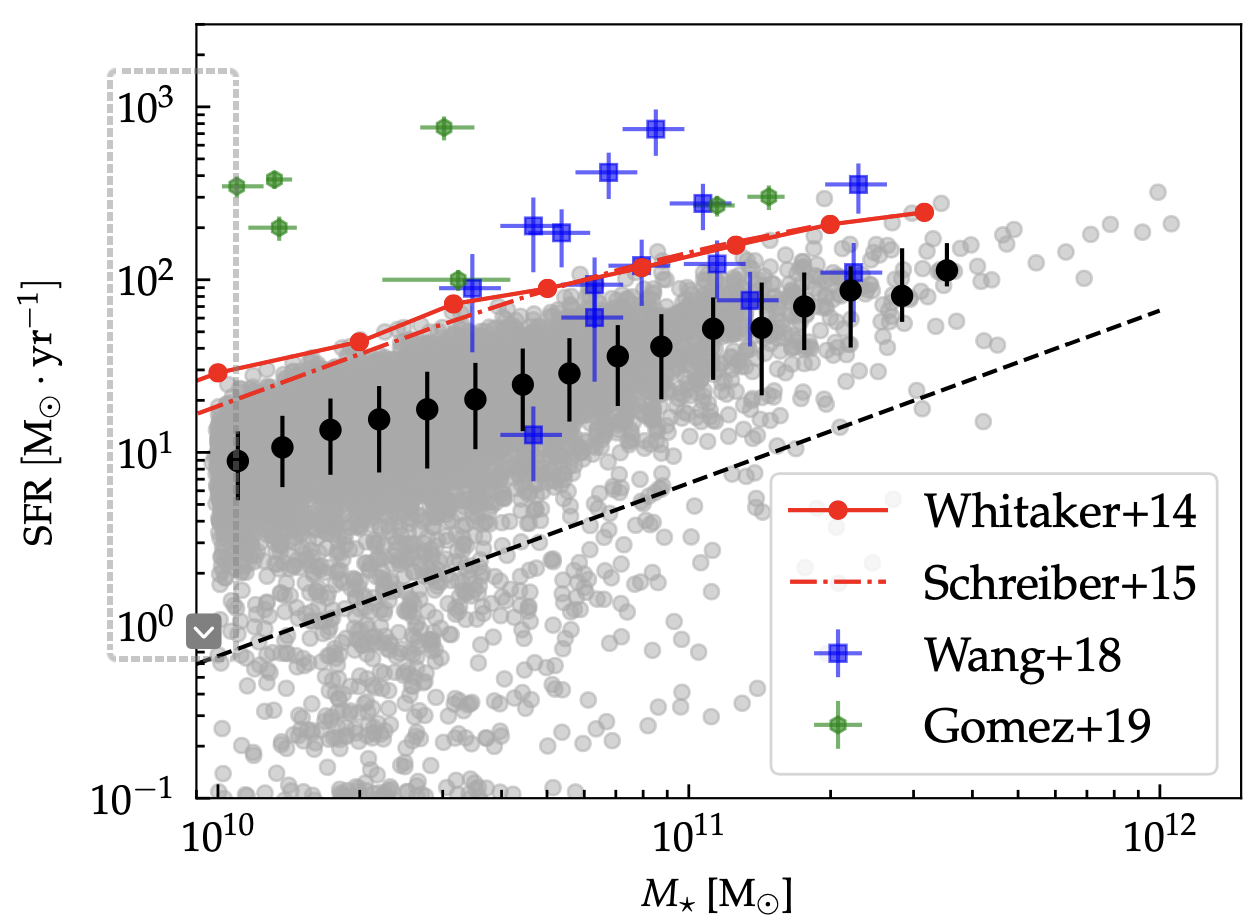 10³
10²
10¹
10⁰
10⁻¹
SFR [M⊙ · yr⁻¹]
10¹⁰ 10¹¹ 10¹²
M⋆ [M⊙]
Whitaker+14
Schreiber+15
Wang+18
Gomez+19